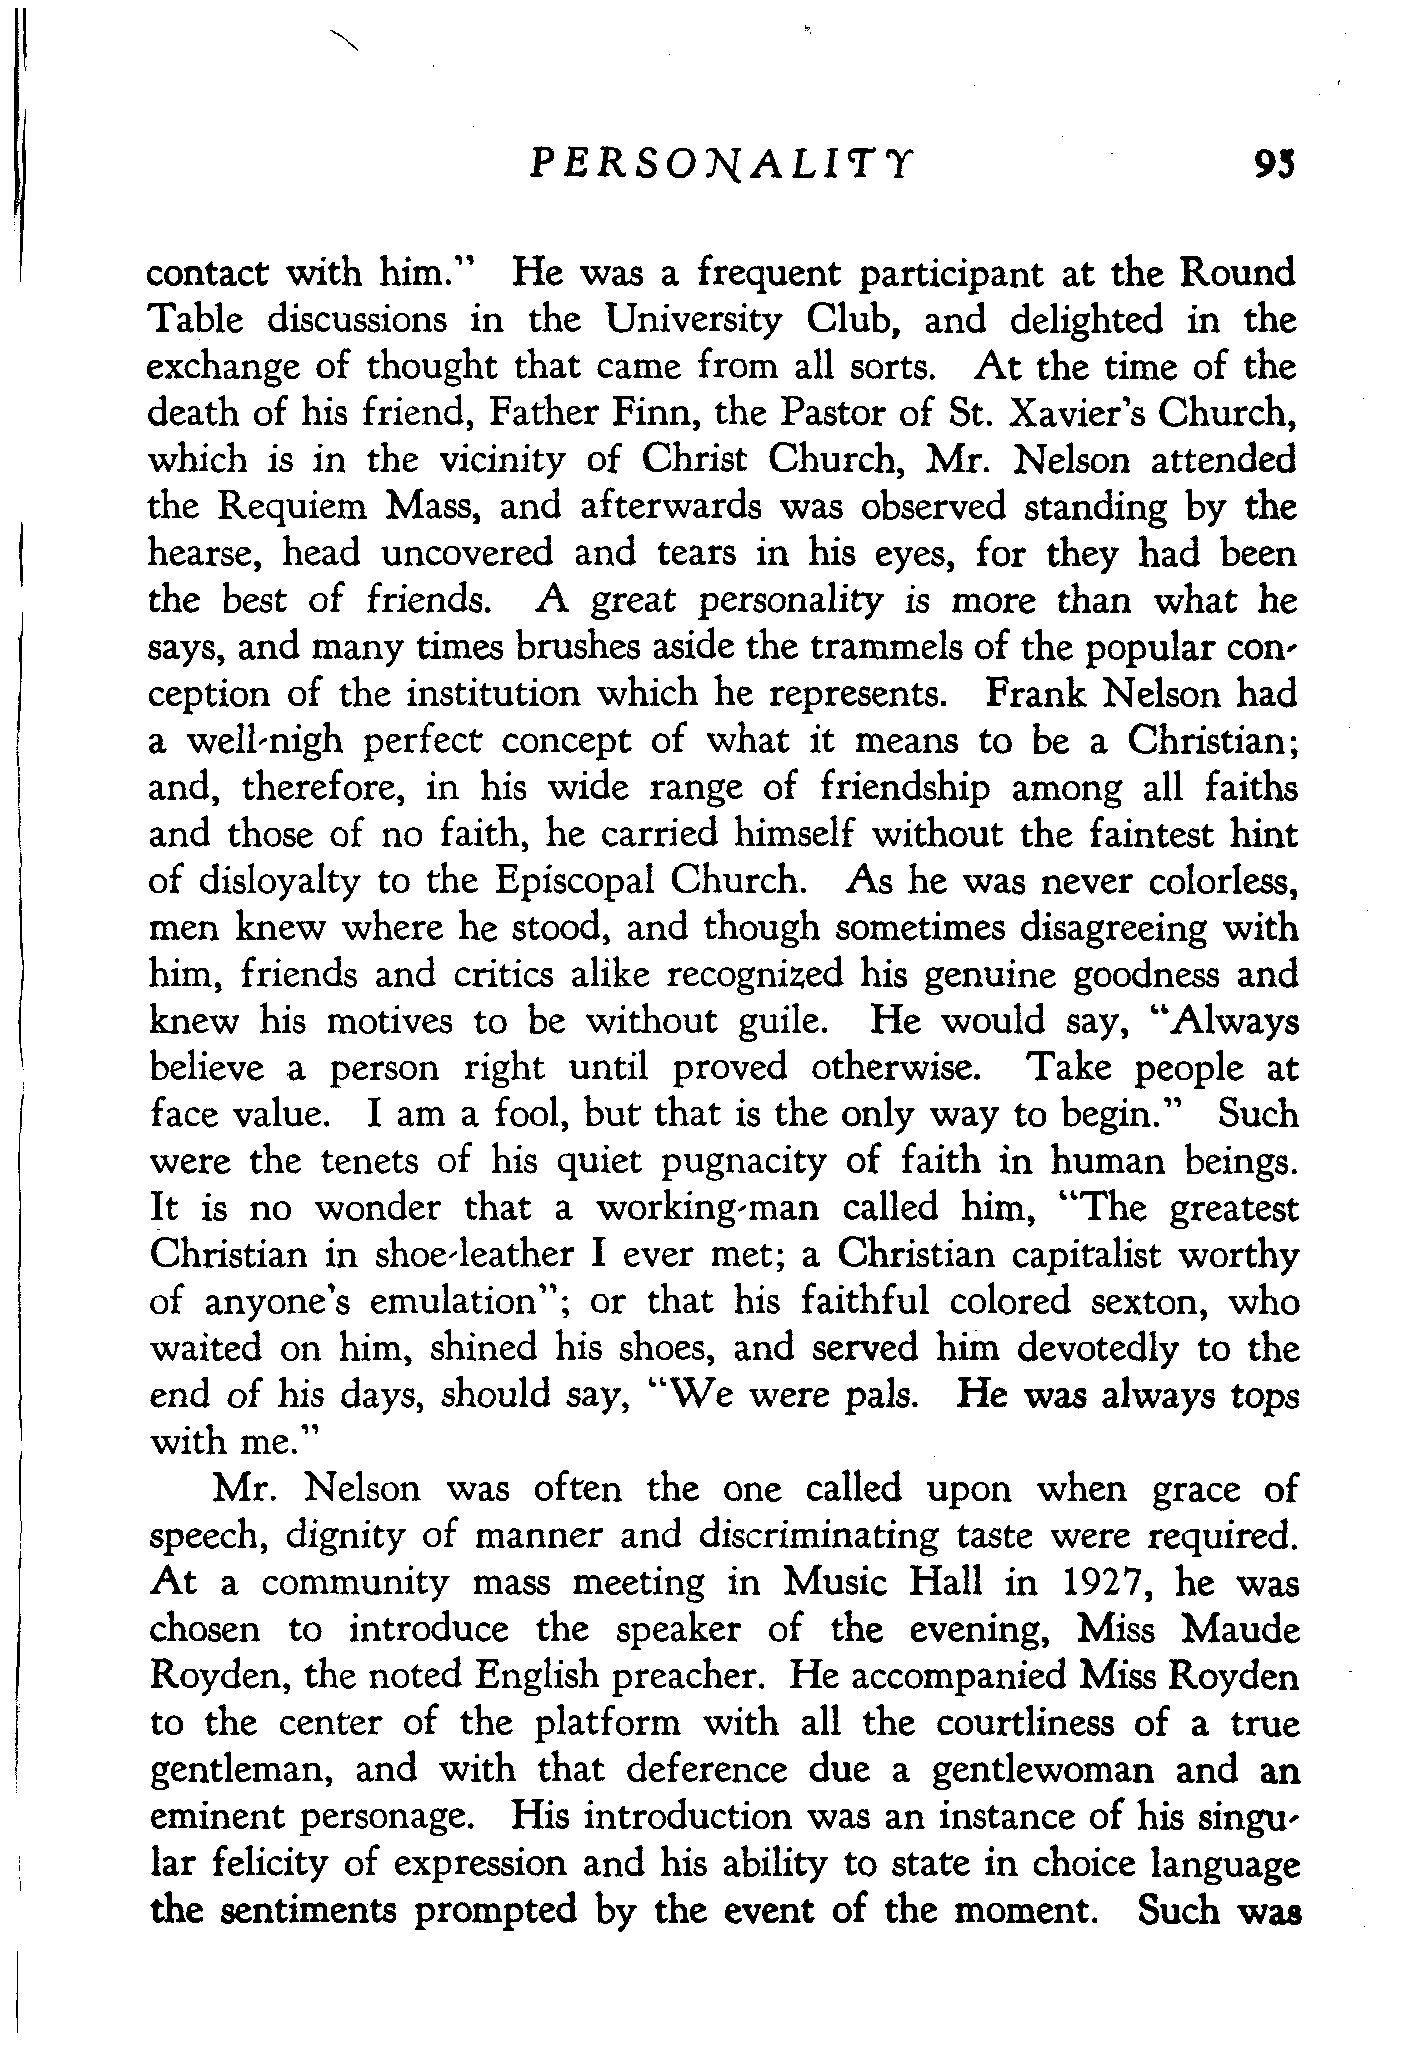 PERSONALITY 95
contact with him." He was a frequent participant at the Round
Table discussions in the University Club, and delighted in the
exchange of thought that came from all sorts. At the time of the
death of his friend, Father Finn, the Pastor of St. Xavier's Church,
which is in the vicinity of Christ Church, Mr. Nelson attended
the Requiem Mass, and afterwards was observed standing by the
hearse, head uncovered and tears in his eyes, for they had been
the best of friends. A great personality is more than what he
says, and many times brushes aside the trammels of the popular con-
ception of the institution which he represents. Frank Nelson had
a well-nigh perfect concept of what it means to be a Christian;
and, therefore, in his wide range of friendship among all faiths
and those of no faith, he carried himself without the faintest hint
of disloyalty to the Episcopal Church. As he was never colorless,
men knew where he stood, and though sometimes disagreeing with
him, friends and critics alike recognized his genuine goodness and
knew his motives to be without guile. He would say, "Always
believe a person right until proved otherwise. Take people at
face value. I am a fool, but that is the only way to begin." Such
were the tenets of his quiet pugnacity of faith in human beings.
It is no wonder that a working-man called him, "The greatest
Christian in shoe-leather I ever met; a Christian capitalist worthy
of anyone's emulation"; or that his faithful colored sexton, who
waited on him, shined his shoes, and served him devotedly to the
end of his days, should say, "We were pals. He was always tops
with me."
Mr. Nelson was often the one called upon when grace of
speech, dignity of manner and discriminating taste were required.
At a community mass meeting in Music Hall in 1927, he was
chosen to introduce the speaker of the evening, Miss Maude
Royden, the noted English preacher. He accompanied Miss Royden
to the center of the platform with all the courtliness of a true
gentleman, and with that deference due a gentlewoman and an
eminent personage. His introduction was an instance of his singu-
lar felicity of expression and his ability to state in choice language
the sentiments prompted by the event of the moment. Such was